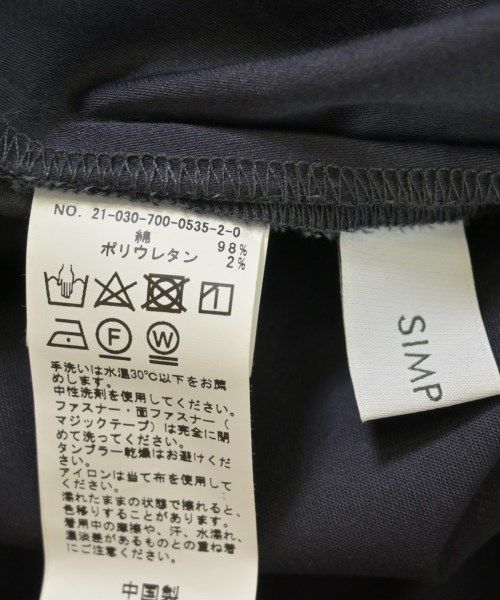 NO. 21-030-700-0535-2-0
綿 98%
ポリウレタン 2%
F W
手洗いは水温30℃以下をお薦
めします。
中性洗剤を使用してください。
ファスナー・面ファスナー(
マジックテープ)は完全に閉
めて洗ってください。
タンブラー乾燥はお避けくだ
さい。
アイロンは当て布を使用して
ください。
濡れたままの状態で擦れると、
色移りすることがあります。
着用中の摩擦や、汗、水濡れ、
濃淡差があるものとの重ね着
にご注意ください。
中国製
SIMP